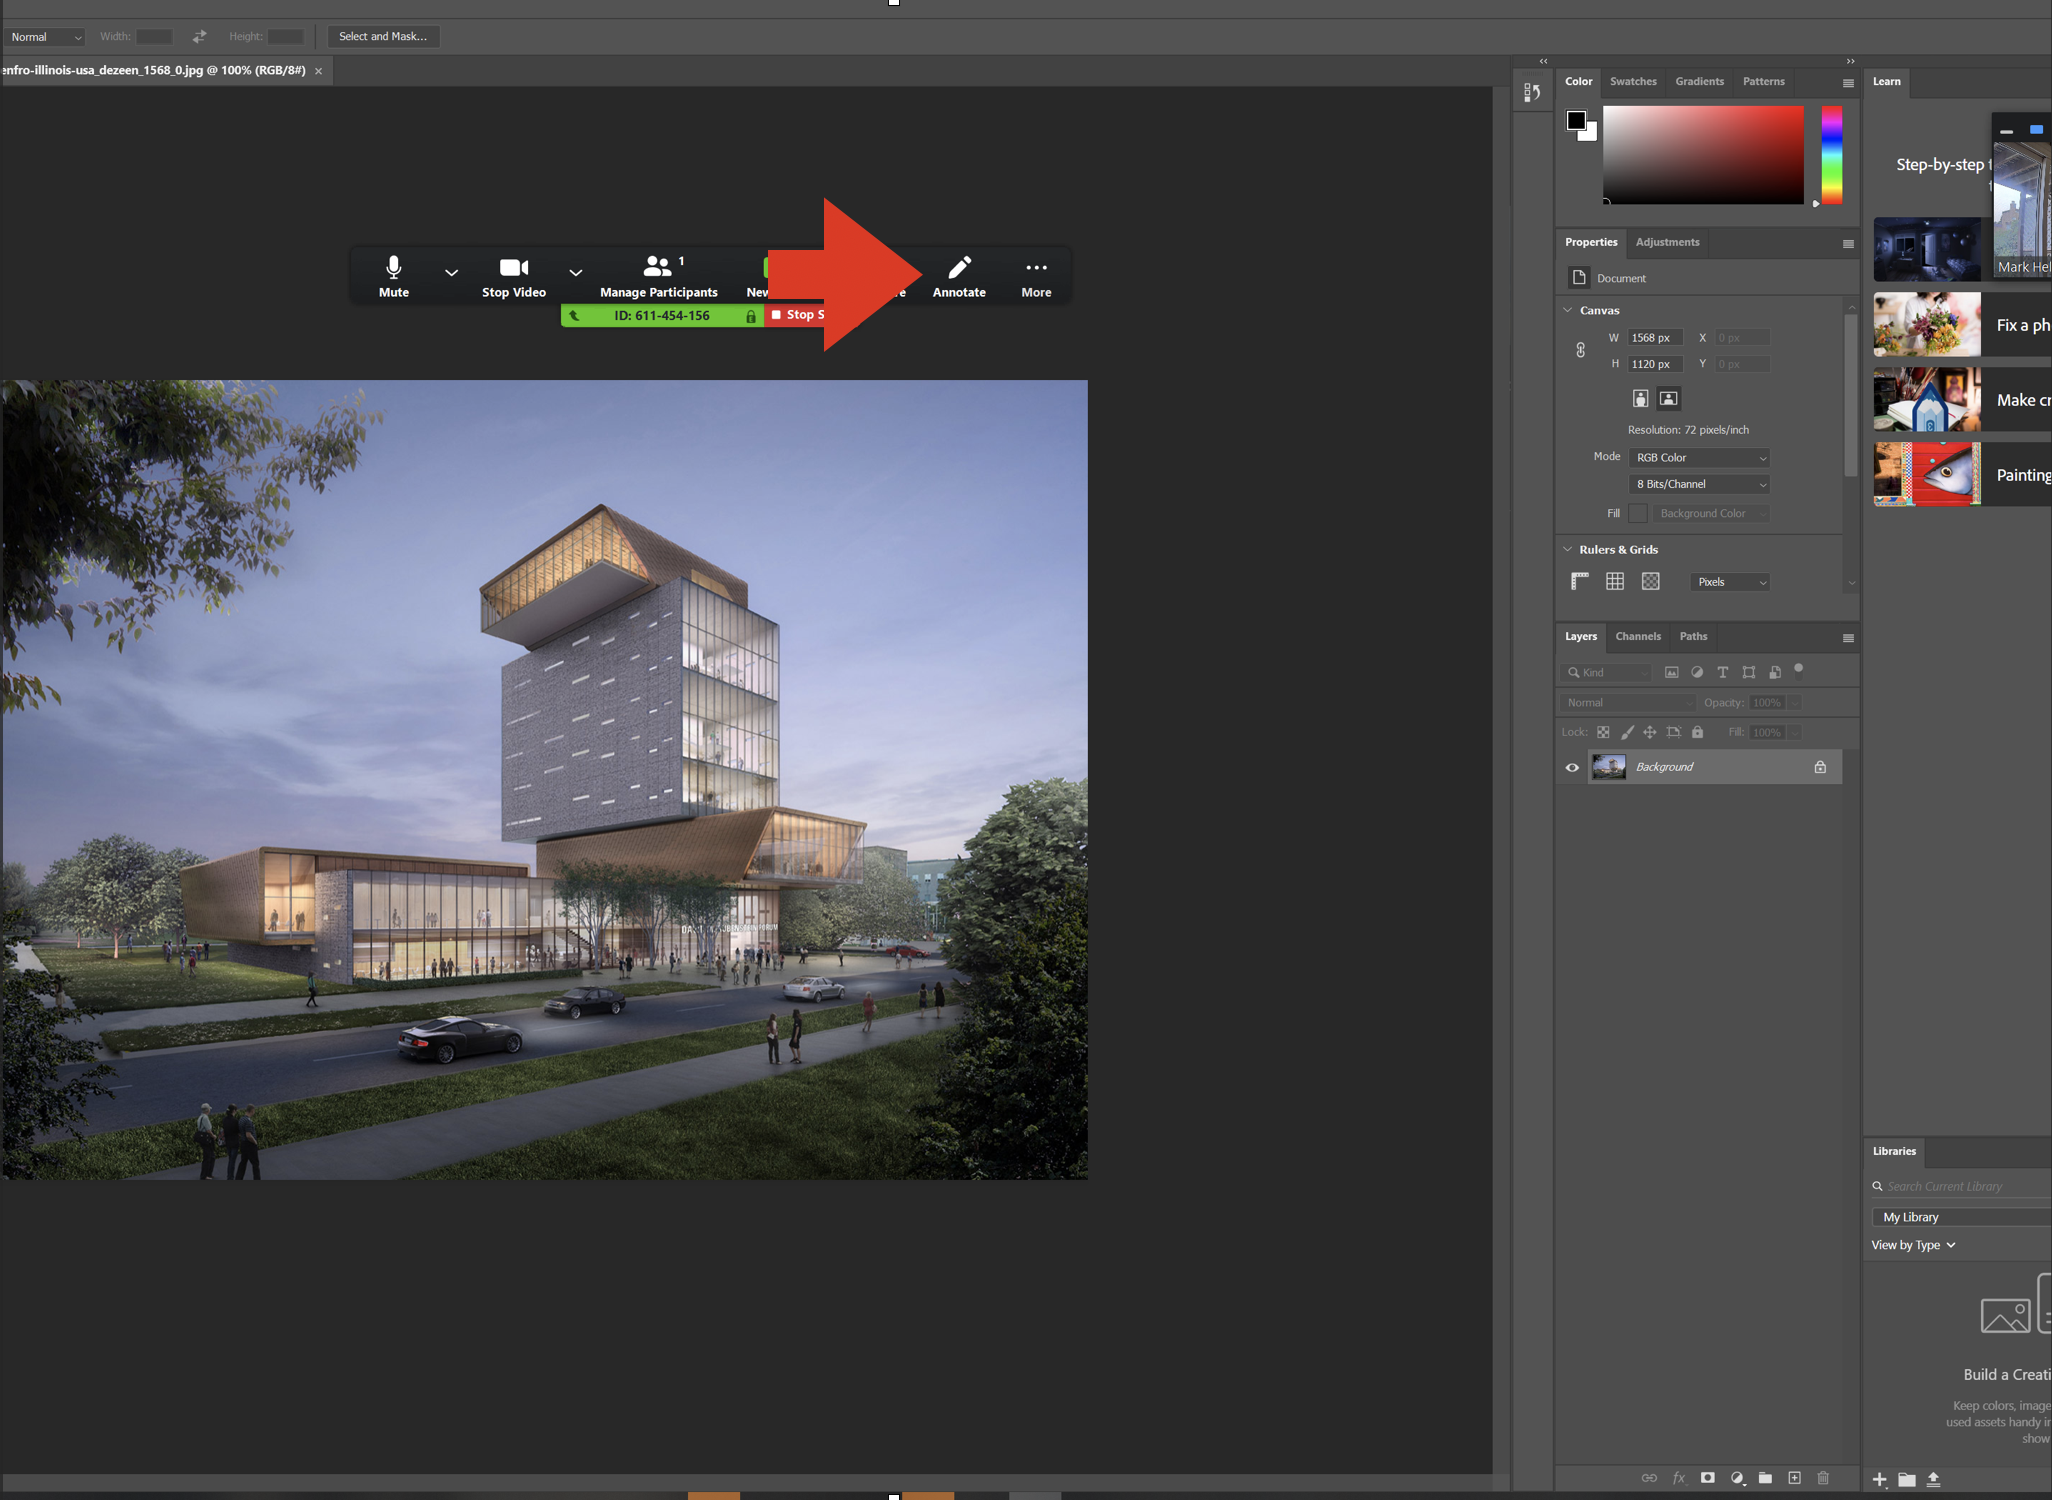 Normal
Width:
Height:
Select and Mask...
enfro-illinois-usa_dezeen_1568_0.jpg @ 100% (RGB/8#) ×
Mute
Stop Video
1
Manage Participants
New
e
Annotate
More
ID: 611-454-156
Stop S
FORUM
Color
Swatches
Gradients
Patterns
Properties
Adjustments
Document
Canvas
W 1568 px X 0 px
H 1120 px Y 0 px
Resolution: 72 pixels/inch
Mode RGB Color
8 Bits/Channel
Fill Background Color
Rulers & Grids
Pixels
Layers
Channels
Paths
Kind
Normal
Opacity: 100%
Lock:
Fill: 100%
Background
fx
Learn
Step-by-step t
t
Mark Hel
Fix a ph
Make cr
Painting
Libraries
Search Current Library
My Library
View by Type
Build a Creati
Keep colors, image
used assets handy in
show